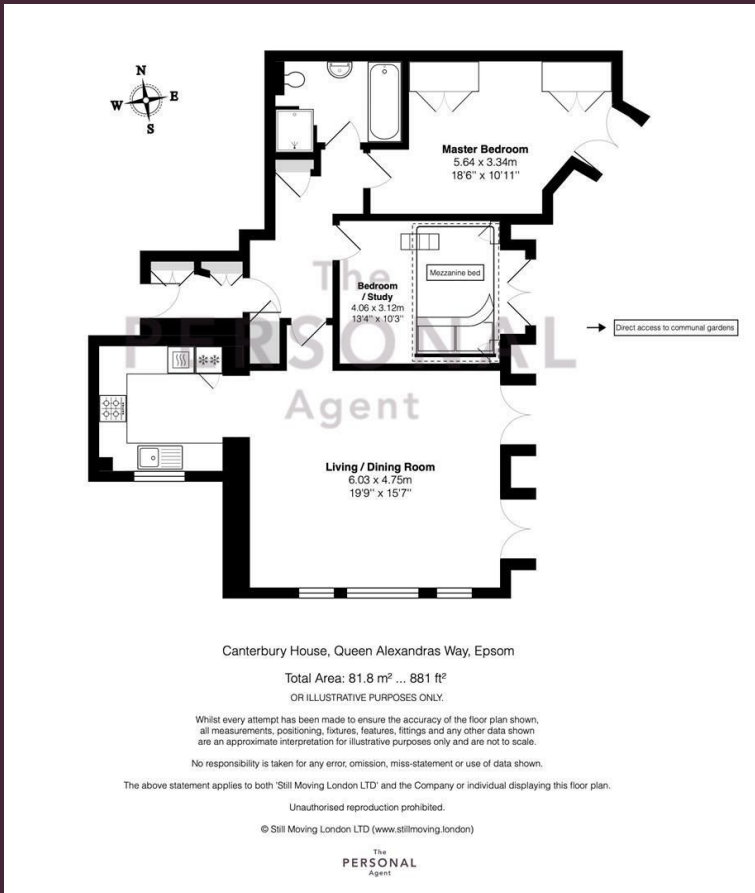 N
W E
S
Master Bedroom
5.64 x 3.34m
18'6'' x 10'11''
Mezzanine bed
Bedroom
/ Study
4.06 x 3.12m
13'4'' x 10'3''
Direct access to communal gardens
The
PERSONAL
Agent
Living / Dining Room
6.03 x 4.75m
19'9'' x 15'7''
Canterbury House, Queen Alexandras Way, Epsom
Total Area: 81.8 m² ... 881 ft²
OR ILLUSTRATIVE PURPOSES ONLY.
Whilst every attempt has been made to ensure the accuracy of the floor plan shown,
all measurements, positioning, fixtures, features, fittings and any other data shown
are an approximate interpretation for illustrative purposes only and are not to scale.
No responsibility is taken for any error, omission, miss-statement or use of data shown.
The above statement applies to both 'Still Moving London LTD' and the Company or individual displaying this floor plan.
Unauthorised reproduction prohibited.
© Still Moving London LTD (www.stillmoving.london)
The
PERSONAL
Agent